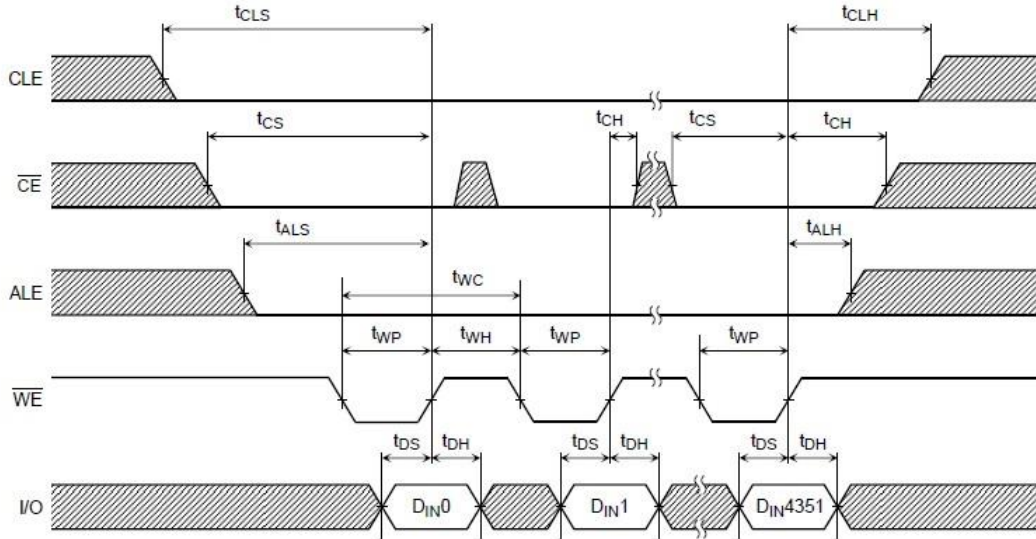 tCLS tCLH
CLE
tCS tCH tCS tCH
CE
tALS tALH
ALE
tWC
tWP tWH tWP tWP
WE
tDS tDH tDS tDH tDS tDH
I/O DIN0 DIN1 DIN4351